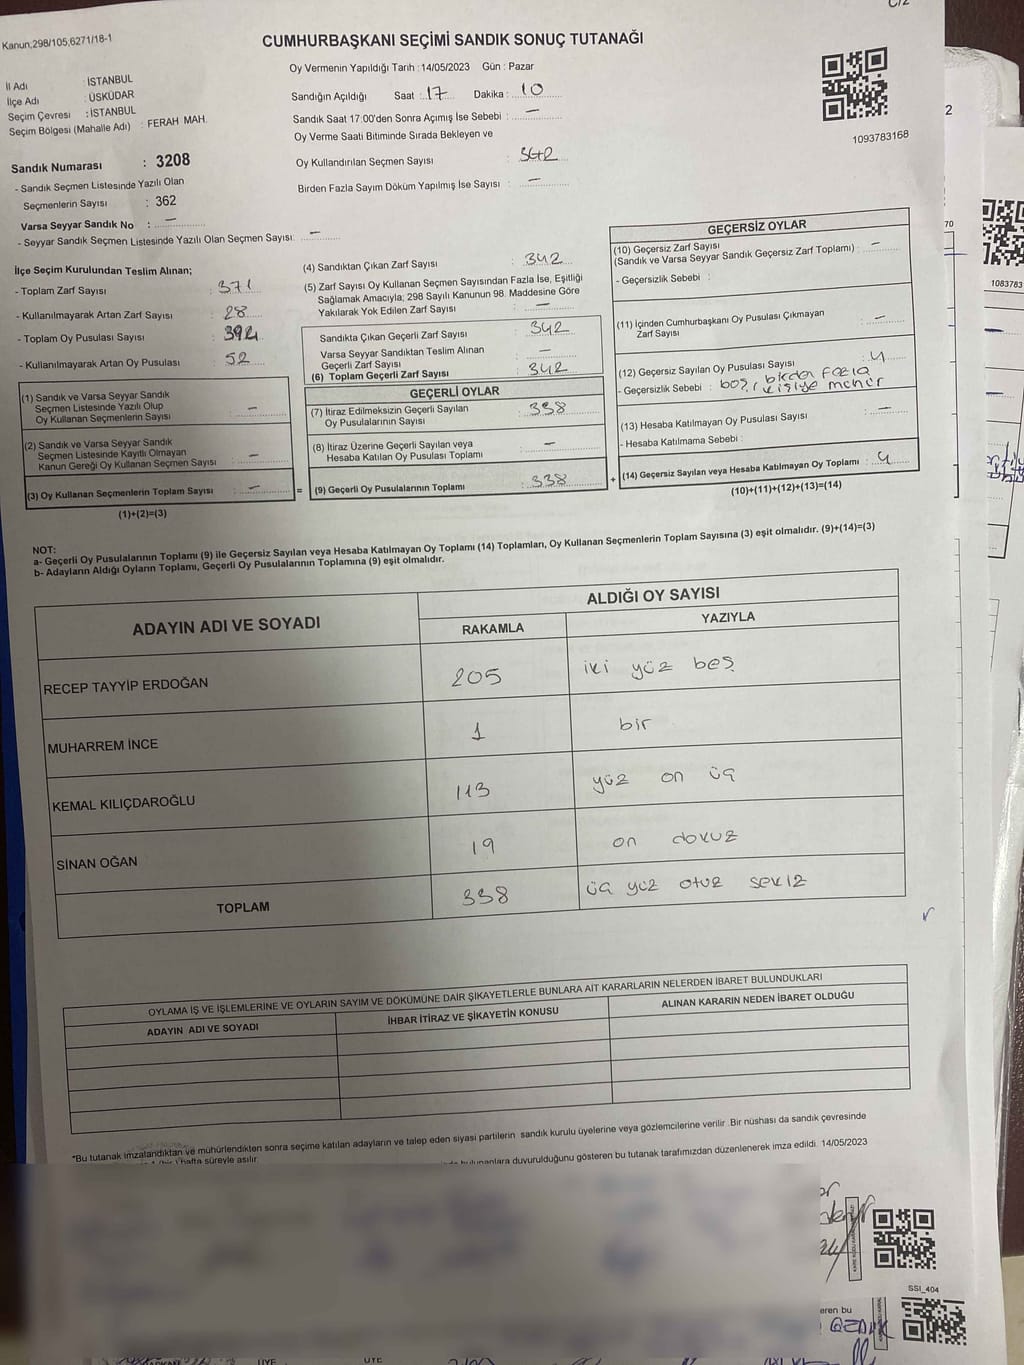 C/2
Kanun,298/105,6271/18-1
CUMHURBAŞKANI SEÇİMİ SANDIK SONUÇ TUTANAĞI
Oy Vermenin Yapıldığı Tarih :14/05/2023 Gün : Pazar
İl Adı : İSTANBUL
İlçe Adı : ÜSKÜDAR
Seçim Çevresi : İSTANBUL
Seçim Bölgesi (Mahalle Adı) : FERAH MAH.
Sandığın Açıldığı Saat : 17 Dakika : 10
Sandık Saat 17:00'den Sonra Açımış İse Sebebi : —
Oy Verme Saati Bitiminde Sırada Bekleyen ve
Oy Kullandırılan Seçmen Sayısı : 342
Birden Fazla Sayım Döküm Yapılmış İse Sayısı : —
1093783168
Sandık Numarası : 3208
- Sandık Seçmen Listesinde Yazılı Olan
Seçmenlerin Sayısı : 362
Varsa Seyyar Sandık No : —
- Seyyar Sandık Seçmen Listesinde Yazılı Olan Seçmen Sayısı: —
İlçe Seçim Kurulundan Teslim Alınan;
- Toplam Zarf Sayısı : 371
- Kullanılmayarak Artan Zarf Sayısı : 28
- Toplam Oy Pusulası Sayısı : 394
- Kullanılmayarak Artan Oy Pusulası : 52
(1) Sandık ve Varsa Seyyar Sandık
Seçmen Listesinde Yazılı Olup
Oy Kullanan Seçmenlerin Sayısı : —
(2) Sandık ve Varsa Seyyar Sandık
Seçmen Listesinde Kayıtlı Olmayan
Kanun Gereği Oy Kullanan Seçmen Sayısı : —
(3) Oy Kullanan Seçmenlerin Toplam Sayısı : —
(1)+(2)=(3)
(4) Sandıktan Çıkan Zarf Sayısı : 342
(5) Zarf Sayısı Oy Kullanan Seçmen Sayısından Fazla İse, Eşitliği
Sağlamak Amacıyla; 298 Sayılı Kanunun 98. Maddesine Göre
Yakılarak Yok Edilen Zarf Sayısı : —
Sandıkta Çıkan Geçerli Zarf Sayısı : 342
Varsa Seyyar Sandıktan Teslim Alınan
Geçerli Zarf Sayısı : —
(6) Toplam Geçerli Zarf Sayısı : 342
GEÇERLİ OYLAR
(7) İtiraz Edilmeksizin Geçerli Sayılan
Oy Pusulalarının Sayısı : 338
(8) İtiraz Üzerine Geçerli Sayılan veya
Hesaba Katılan Oy Pusulası Toplamı : —
= (9) Geçerli Oy Pusulalarının Toplamı : 338 +
GEÇERSİZ OYLAR
(10) Geçersiz Zarf Sayısı
(Sandık ve Varsa Seyyar Sandık Geçersiz Zarf Toplamı) : —
- Geçersizlik Sebebi :
(11) İçinden Cumhurbaşkanı Oy Pusulası Çıkmayan
Zarf Sayısı : —
(12) Geçersiz Sayılan Oy Pusulası Sayısı : 4
- Geçersizlik Sebebi : boş, birden fazla
kişiye mühür
(13) Hesaba Katılmayan Oy Pusulası Sayısı : —
- Hesaba Katılmama Sebebi :
(14) Geçersiz Sayılan veya Hesaba Katılmayan Oy Toplamı : 4
(10)+(11)+(12)+(13)=(14)
NOT:
a- Geçerli Oy Pusulalarının Toplamı (9) ile Geçersiz Sayılan veya Hesaba Katılmayan Oy Toplamı (14) Toplamları, Oy Kullanan Seçmenlerin Toplam Sayısına (3) eşit olmalıdır. (9)+(14)=(3)
b- Adayların Aldığı Oyların Toplamı, Geçerli Oy Pusulalarının Toplamına (9) eşit olmalıdır.
ADAYIN ADI VE SOYADI
ALDIĞI OY SAYISI
RAKAMLA YAZIYLA
RECEP TAYYİP ERDOĞAN 205 iki yüz beş
MUHARREM İNCE 1 bir
KEMAL KILIÇDAROĞLU 113 yüz on üç
SİNAN OĞAN 19 on dokuz
TOPLAM 338 üç yüz otuz sekiz
OYLAMA İŞ VE İŞLEMLERİNE VE OYLARIN SAYIM VE DÖKÜMÜNE DAİR ŞİKAYETLERLE BUNLARA AİT KARARLARIN NELERDEN İBARET BULUNDUKLARI
ADAYIN ADI VE SOYADI İHBAR İTİRAZ VE ŞİKAYETİN KONUSU ALINAN KARARIN NEDEN İBARET OLDUĞU
*Bu tutanak imzalandıktan ve mühürlendikten sonra seçime katılan adayların ve talep eden siyasi partilerin sandık kurulu üyelerine veya gözlemcilerine verilir .Bir nüshası da sandık çevresinde
hafta süreyle asılır
bulunanlara duyurulduğunu gösteren bu tutanak tarafımızdan düzenlenerek imza edildi. 14/05/2023
SSI_404
eren bu
ÜYE
ÜYE
2
70
1083783